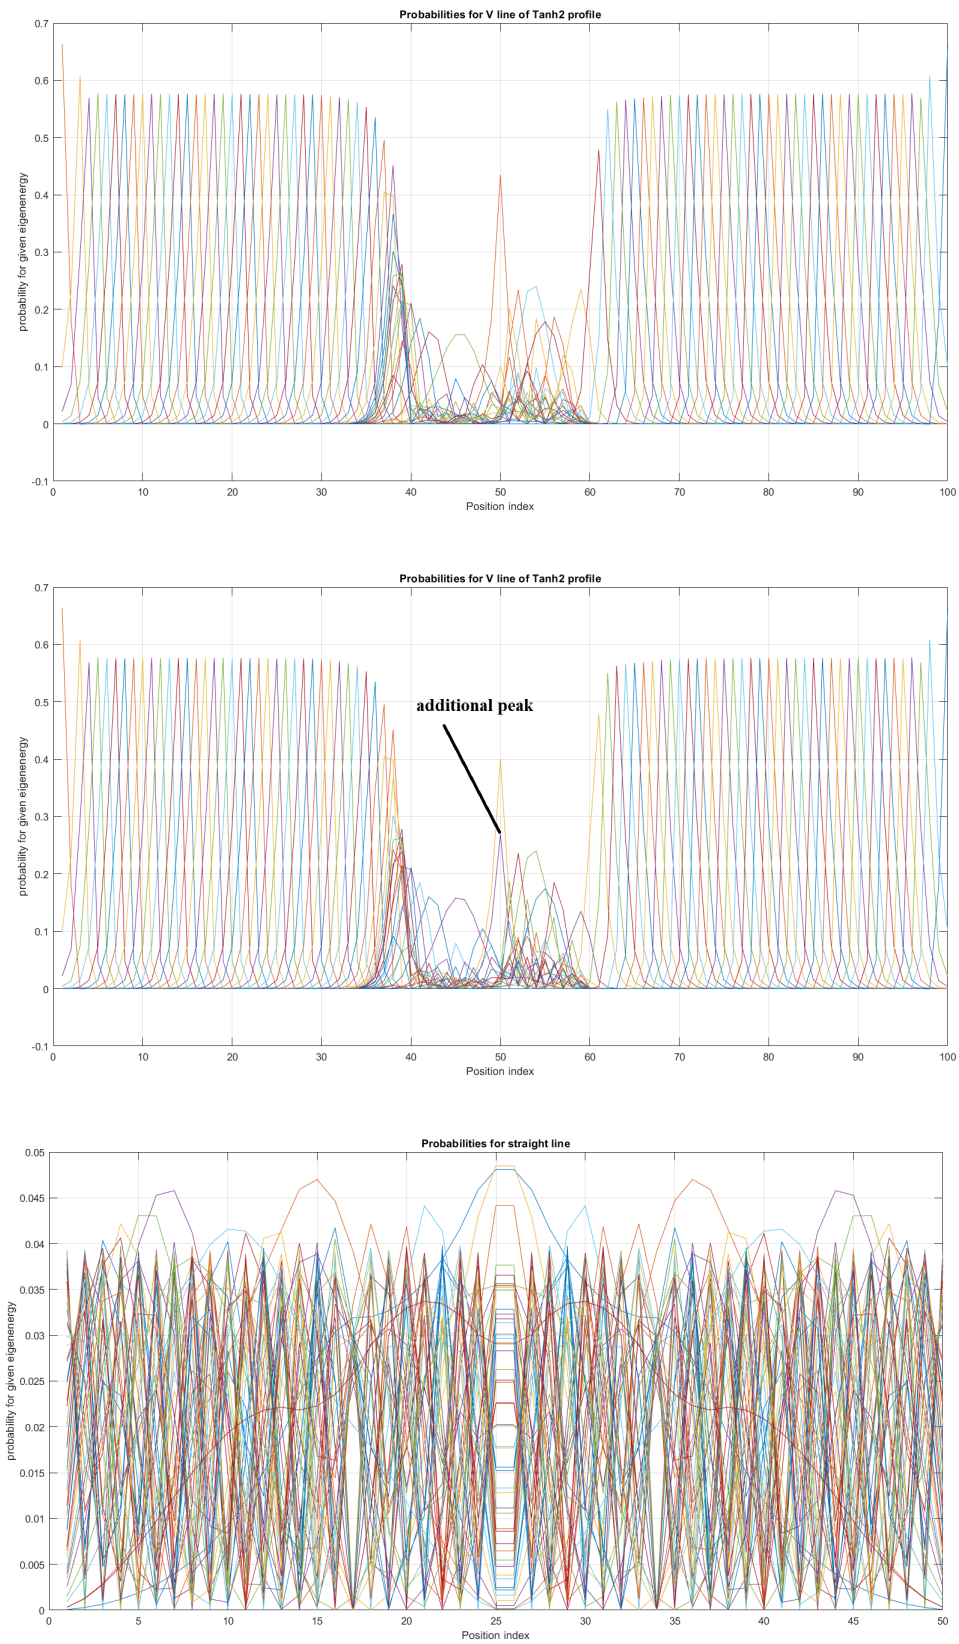 Probabilities for V line of Tanh2 profile
0.7
0.6
0.5
0.4
0.3
0.2
0.1
0
-0.1
probability for given eigenenergy
0 10 20 30 40 50 60 70 80 90 100
Position index
Probabilities for V line of Tanh2 profile
0.7
0.6
0.5
0.4
0.3
0.2
0.1
0
-0.1
probability for given eigenenergy
additional peak
0 10 20 30 40 50 60 70 80 90 100
Position index
Probabilities for straight line
0.05
0.045
0.04
0.035
0.03
0.025
0.02
0.015
0.01
0.005
0
probability for given eigenenergy
0 5 10 15 20 25 30 35 40 45 50
Position index